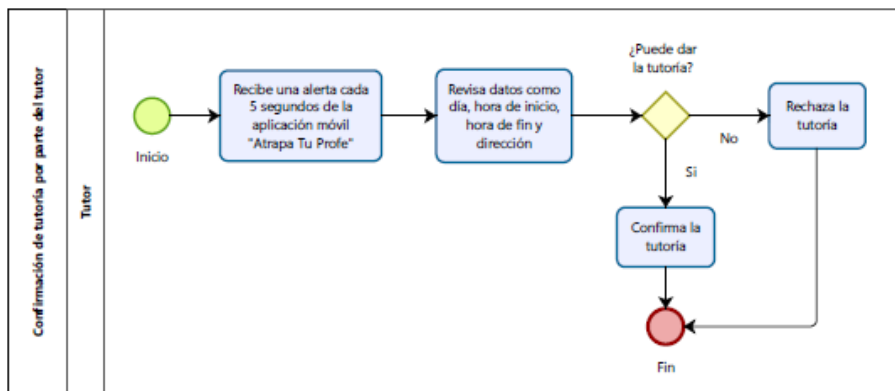 Confirmación de tutoría por parte del tutor
Tutor
Inicio
Recibe una alerta cada
5 segundos de la
aplicación móvil
"Atrapa Tu Profe"
Revisa datos como
día, hora de inicio,
hora de fin y
dirección
¿Puede dar
la tutoría?
No
Rechaza la
tutoría
Si
Confirma la
tutoría
Fin